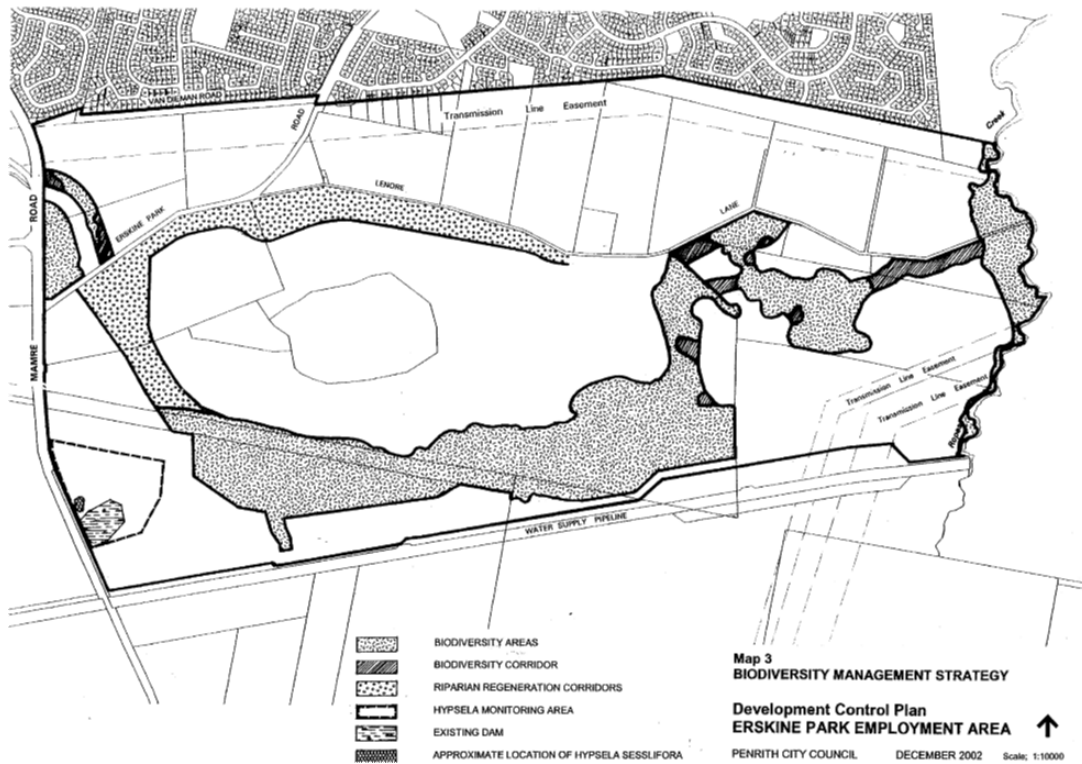 VAN DIEMAN ROAD
Transmission Line Easement
Creek
ROAD
LENORE
ROAD
ERSKINE PARK
LANE
MAMRE
Transmission Line Easement
Transmission Line Easement
WATER SUPPLY PIPELINE
BIODIVERSITY AREAS
BIODIVERSITY CORRIDOR
RIPARIAN REGENERATION CORRIDORS
HYPSELA MONITORING AREA
EXISTING DAM
APPROXIMATE LOCATION OF HYPSELA SESSLIFORA
Map 3
BIODIVERSITY MANAGEMENT STRATEGY
Development Control Plan
ERSKINE PARK EMPLOYMENT AREA
PENRITH CITY COUNCIL DECEMBER 2002 Scale; 1:10000